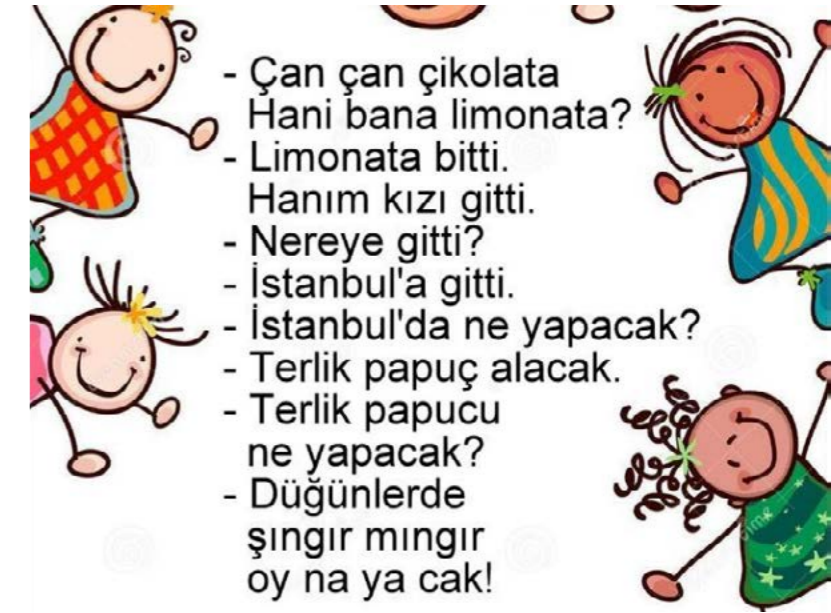 - Çan çan çikolata
Hani bana limonata?
- Limonata bitti.
Hanım kızı gitti.
- Nereye gitti?
- İstanbul'a gitti.
- İstanbul'da ne yapacak?
- Terlik papuç alacak.
- Terlik papucu
ne yapacak?
- Düğünlerde
şıngır mıngır
oy na ya cak!